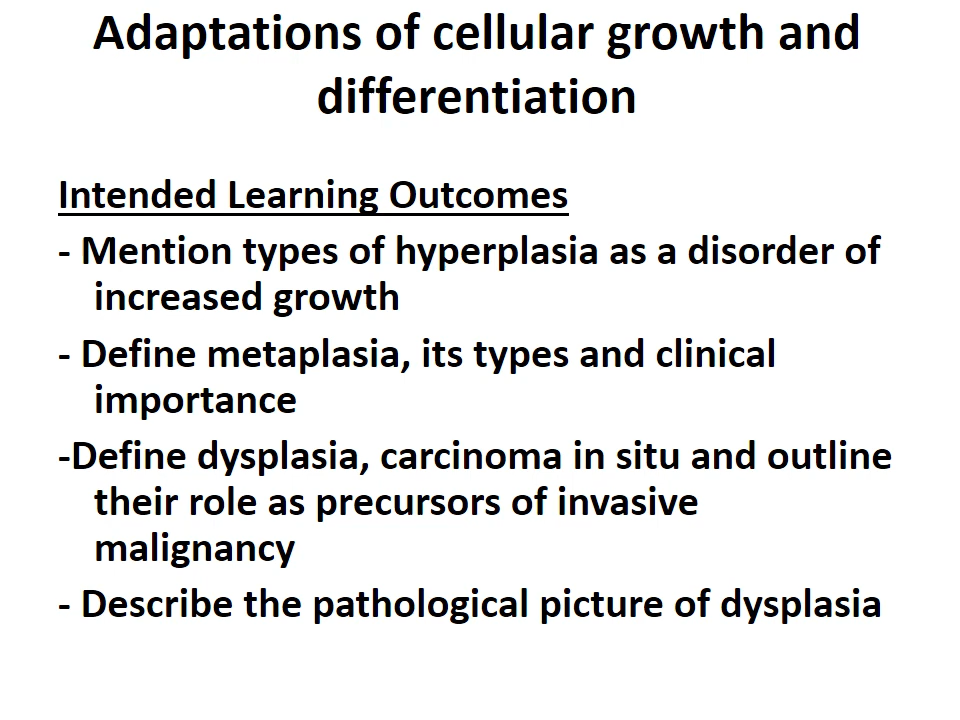 Adaptations of cellular growth and
differentiation
Intended Learning Outcomes
- Mention types of hyperplasia as a disorder of
increased growth
- Define metaplasia, its types and clinical
importance
-Define dysplasia, carcinoma in situ and outline
their role as precursors of invasive
malignancy
- Describe the pathological picture of dysplasia